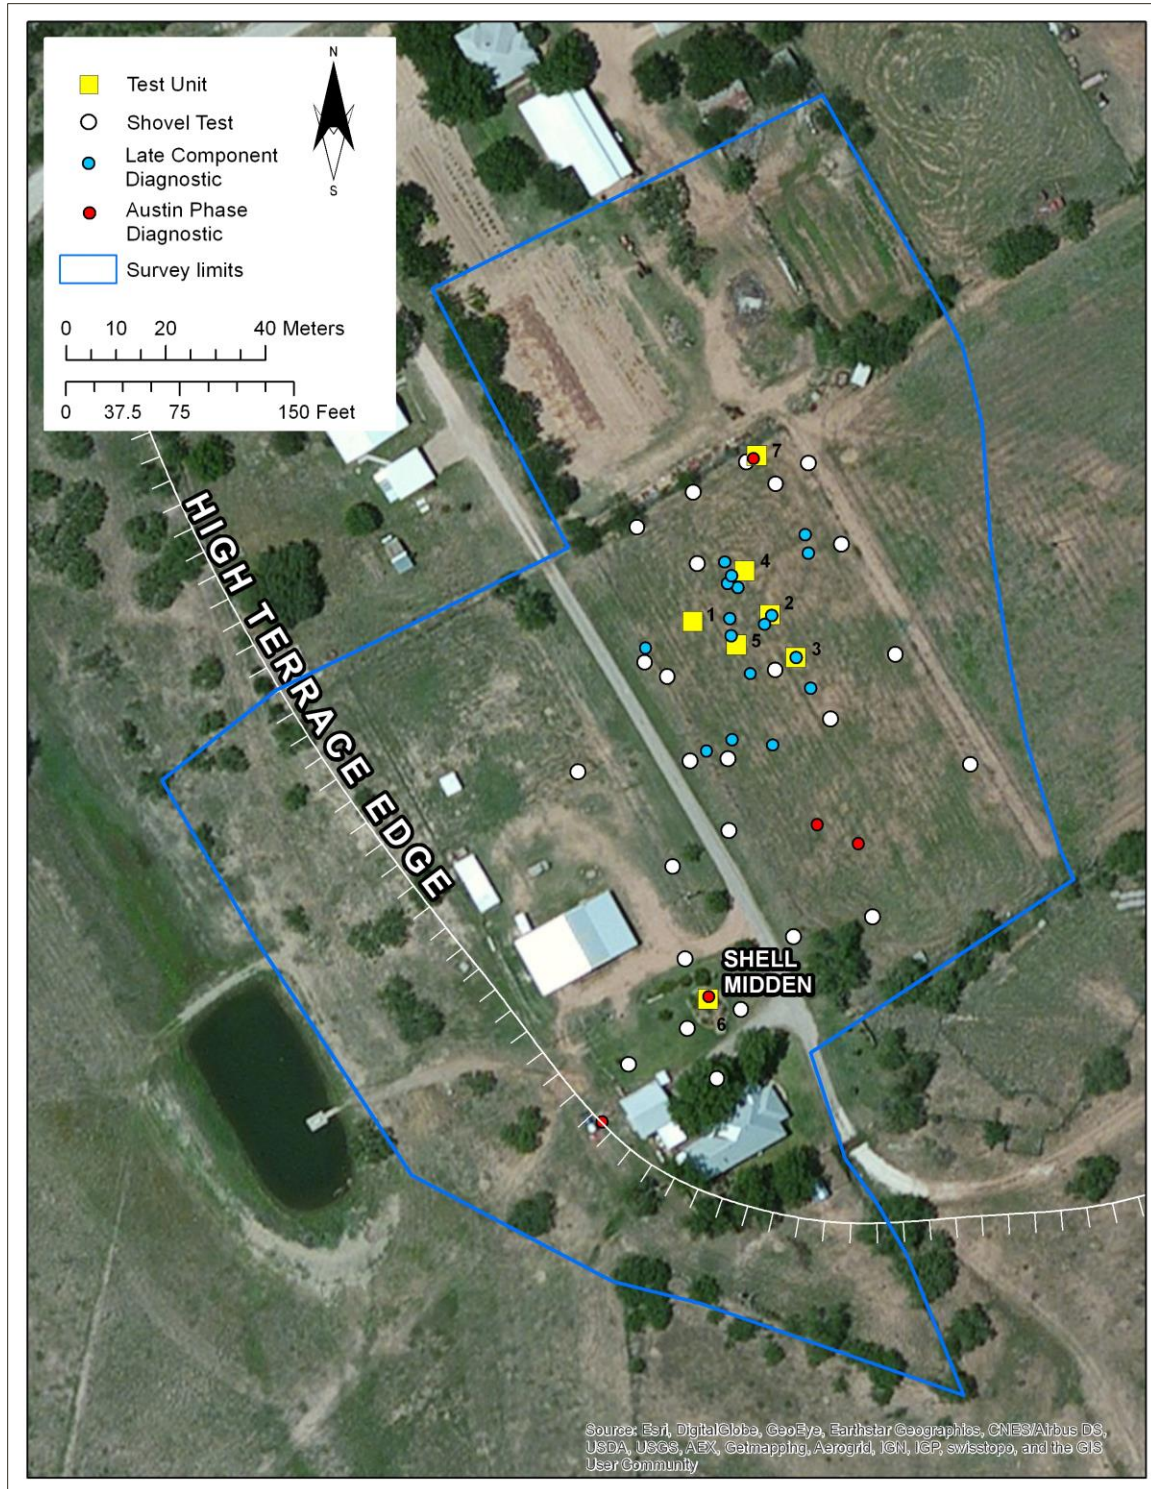 N
S
Test Unit
Shovel Test
Late Component
Diagnostic
Austin Phase
Diagnostic
Survey limits
0 10 20 40 Meters
0 37.5 75 150 Feet
HIGH TERRACE EDGE
7
4
2
1
5
3
SHELL
MIDDEN
6
Source: Esri, DigitalGlobe, GeoEye, Earthstar Geographics, CNES/Airbus DS,
USDA, USGS, AEX, Getmapping, Aerogrid, IGN, IGP, swisstopo, and the GIS
User Community